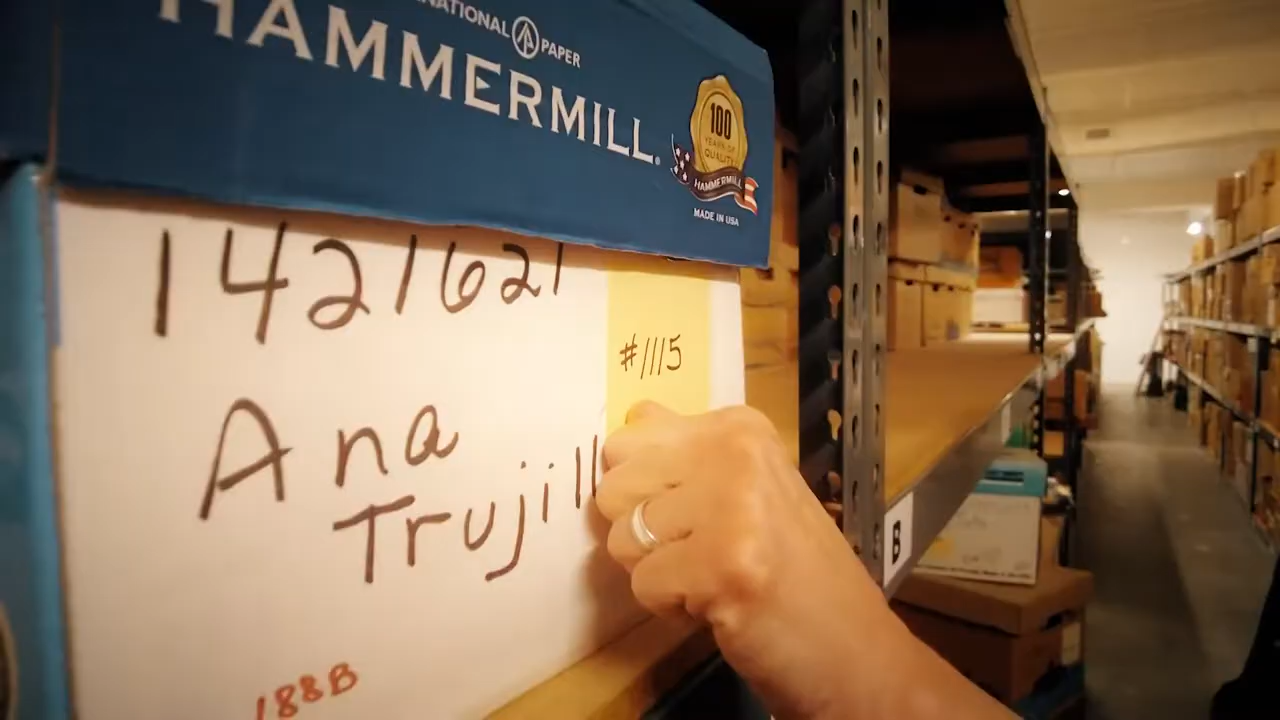 NATIONAL PAPER
HAMMERMILL®
100
YEARS OF
QUALITY
HAMMERMILL
MADE IN USA
1421621
#1115
Ana
Trujill
B
188B